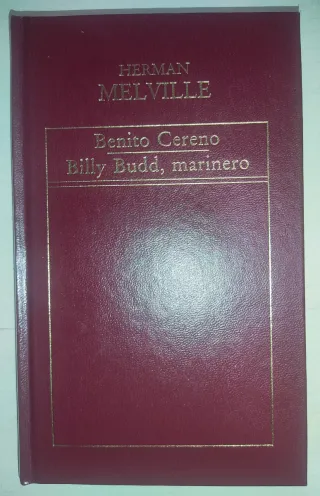 HERMAN
MELVILLE
Benito Cereno
Billy Budd, marinero